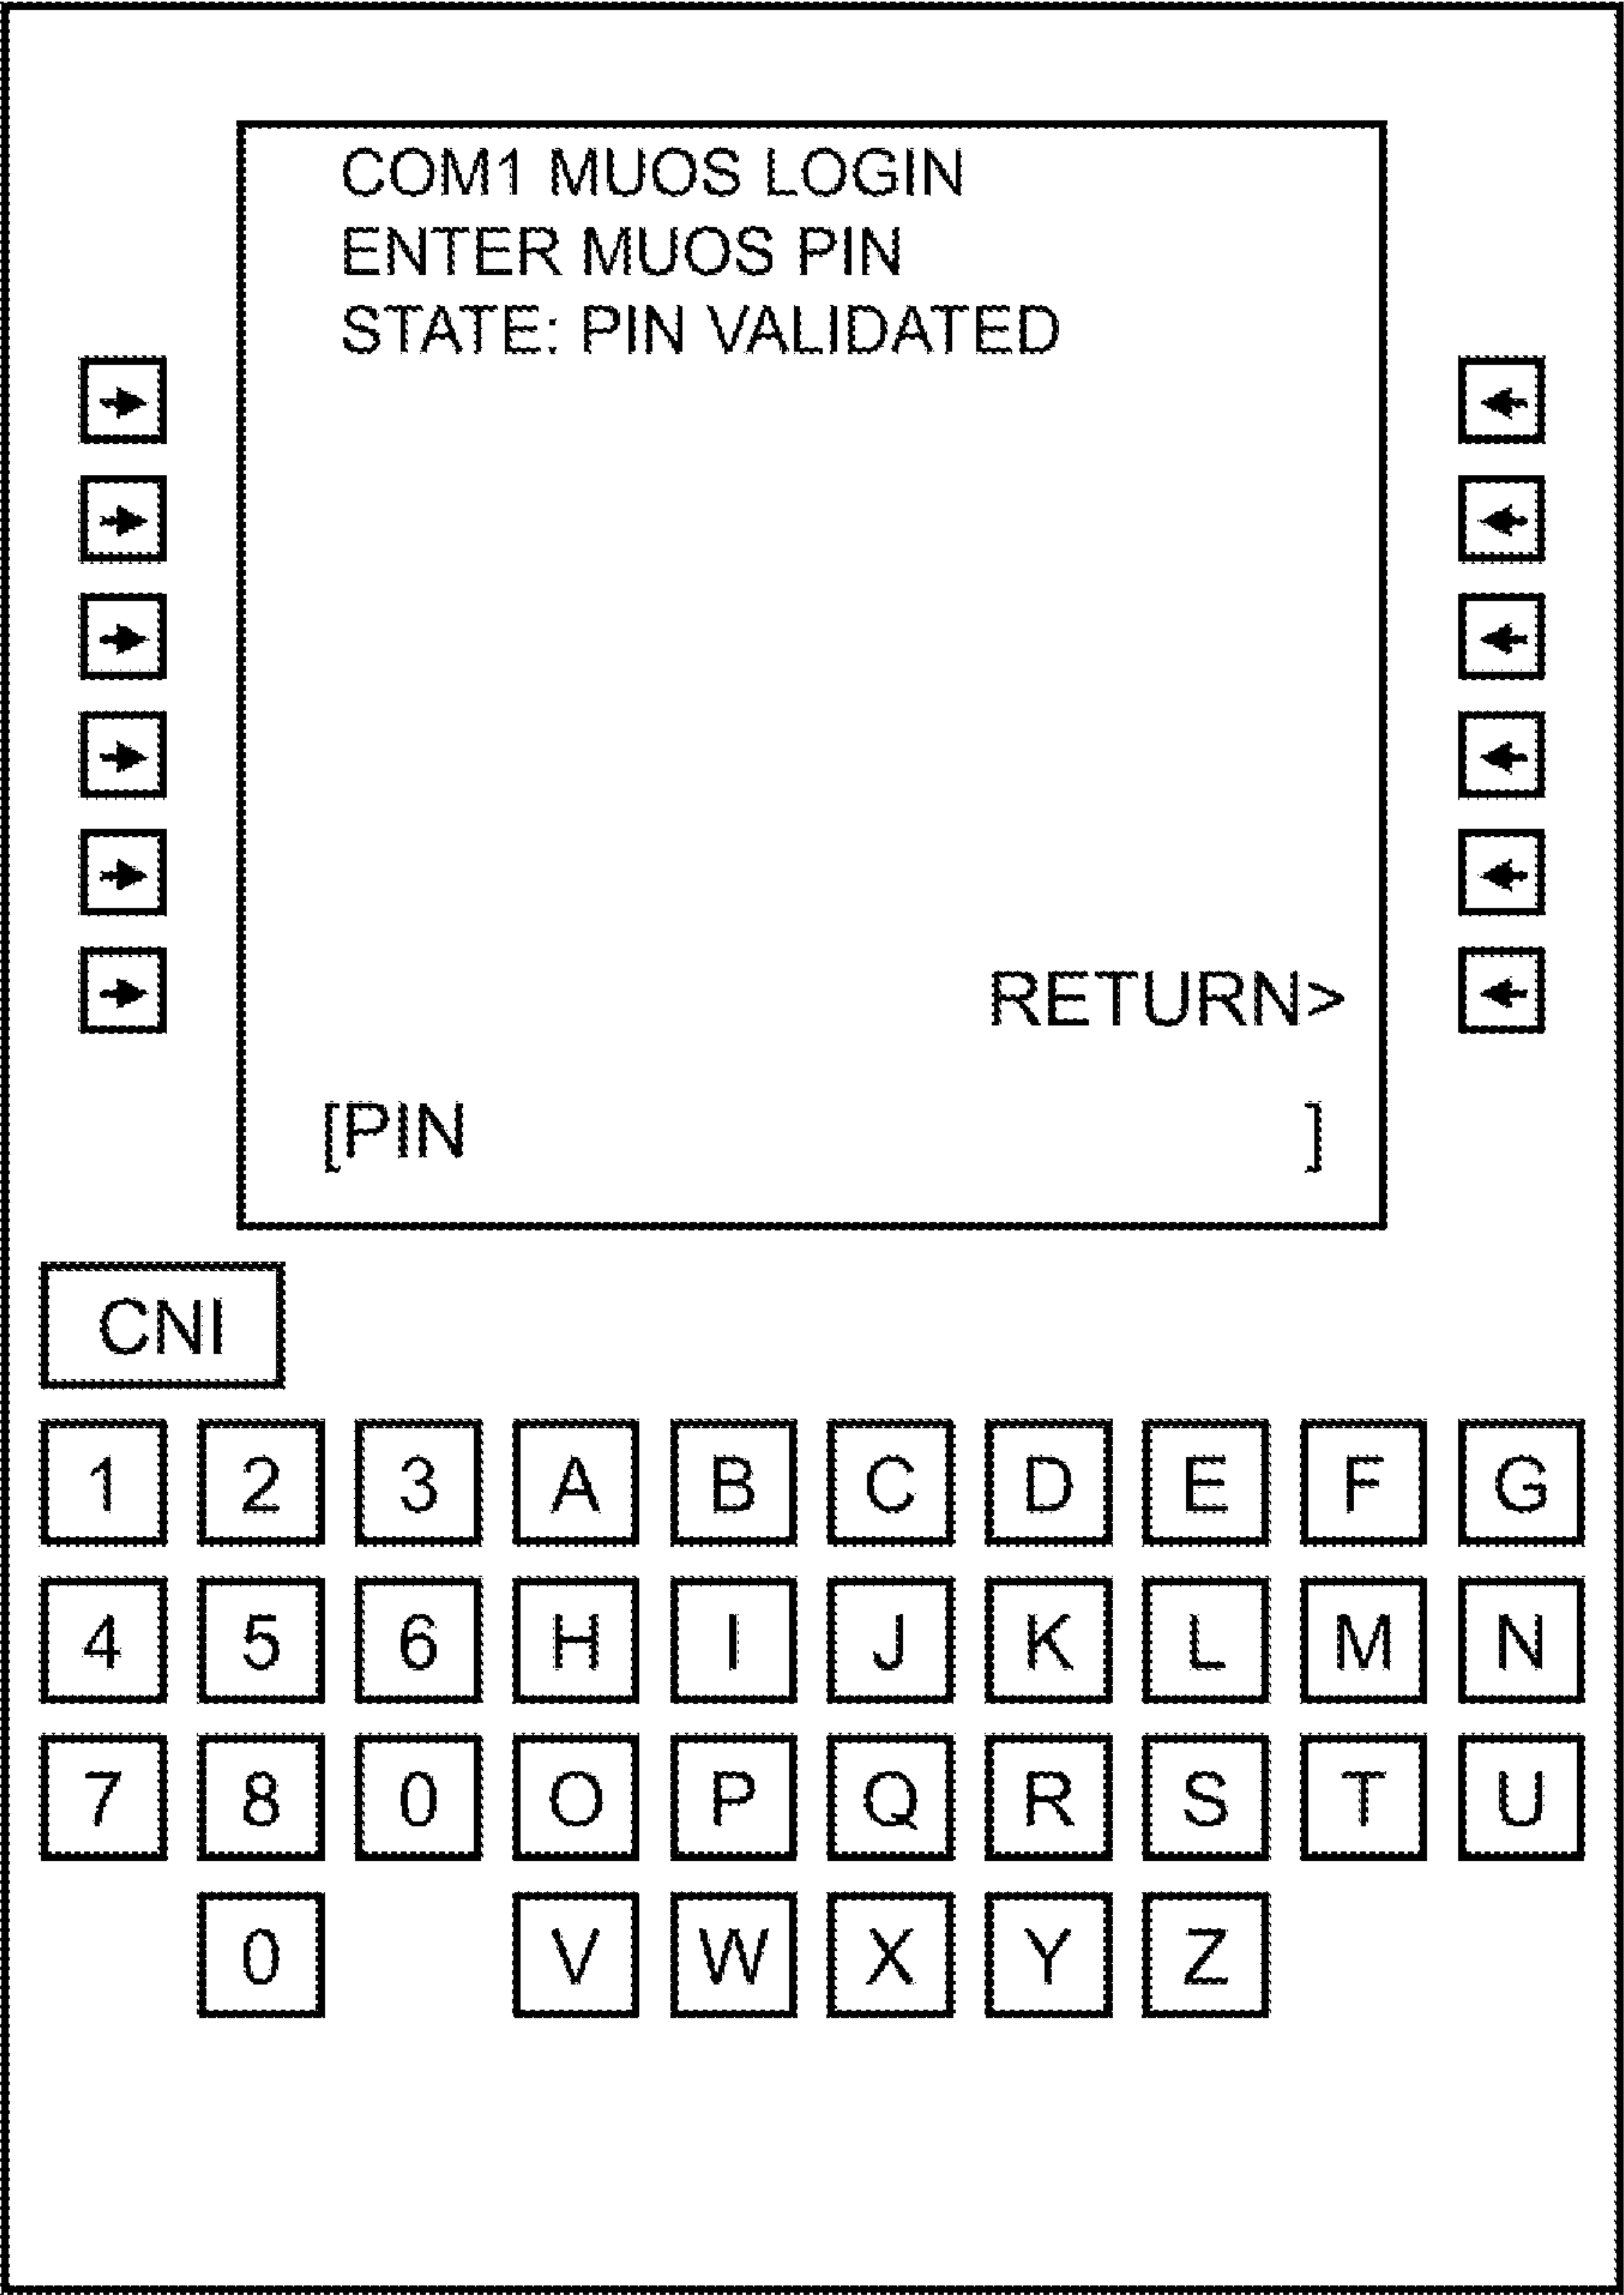 COM1 MUOS LOGIN
ENTER MUOS PIN
STATE: PIN VALIDATED
RETURN>
[PIN ]
CNI
1 2 3 A B C D E F G
4 5 6 H I J K L M N
7 8 0 O P Q R S T U
0 V W X Y Z